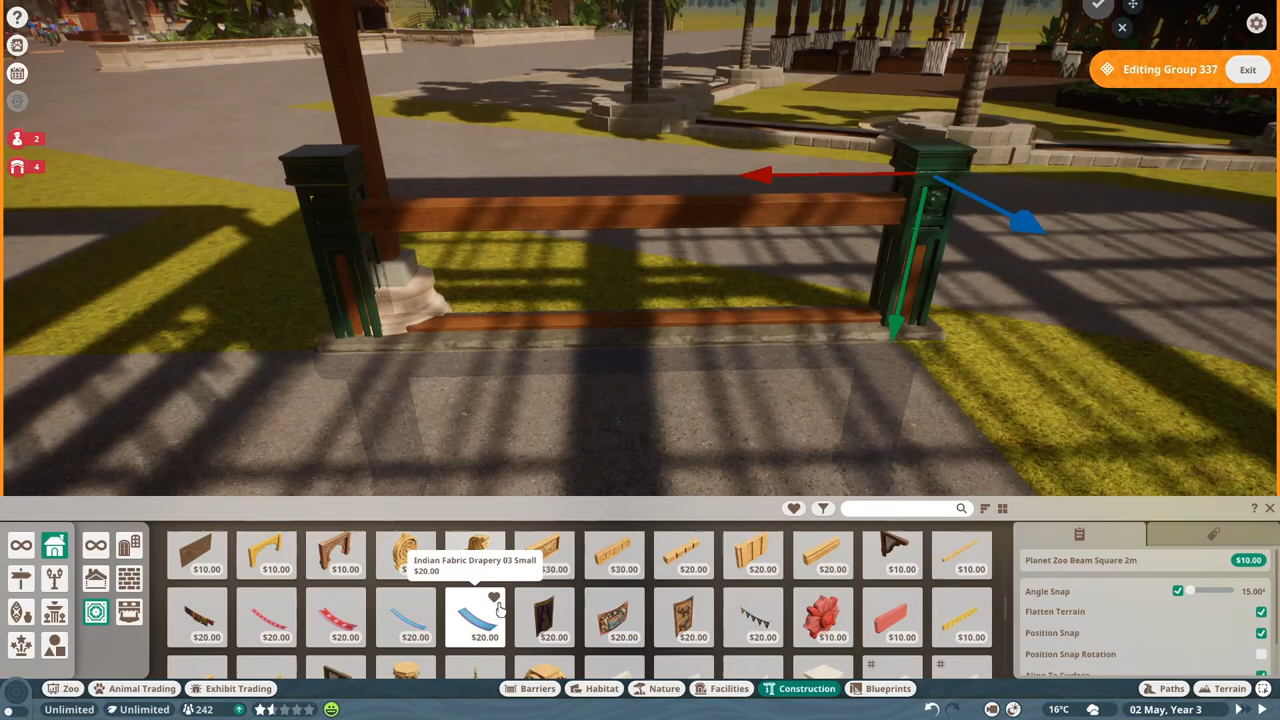 Editing Group 337
Exit
2
4
Indian Fabric Drapery 03 Small
$20.00
$10.00
$10.00
$10.00
$30.00
$30.00
$20.00
$20.00
$20.00
$10.00
$10.00
$20.00
$20.00
$20.00
$20.00
$20.00
$20.00
$20.00
$20.00
$20.00
$10.00
$10.00
$10.00
#
#
?
?
Planet Zoo Beam Square 2m
$10.00
Angle Snap
15.00°
Flatten Terrain
Position Snap
Position Snap Rotation
Zoo
Animal Trading
Exhibit Trading
Barriers
Habitat
Nature
Facilities
Construction
Blueprints
Paths
Terrain
Unlimited
Unlimited
242
16°C
02 May, Year 3